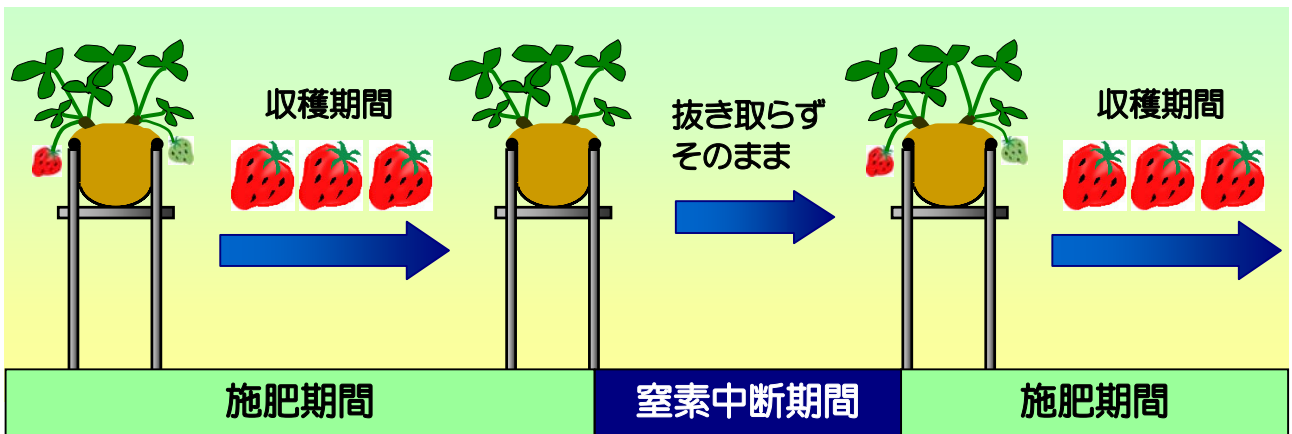 収穫期間
抜き取らず
そのまま
収穫期間
施肥期間
窒素中断期間
施肥期間